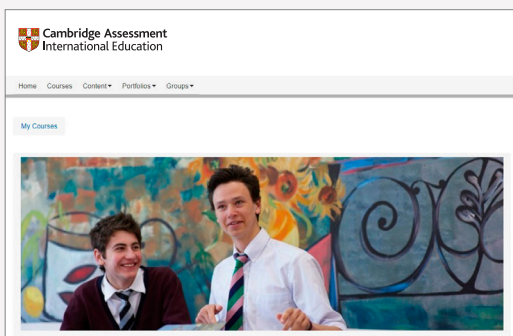 Cambridge Assessment
International Education
Home Courses Content Portfolios Groups
My Courses